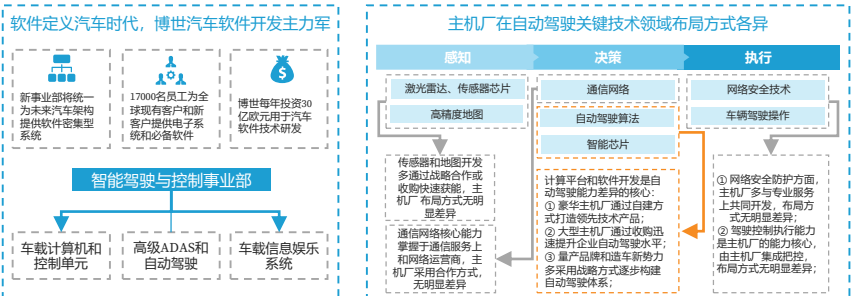 软件定义汽车时代，博世汽车软件开发主力军
新事业部将统一
为未来汽车架构
提供软件密集型
系统
17000名员工为全
球现有客户和新
客户提供电子系
统和必备软件
博世每年投资30
亿欧元用于汽车
软件技术研发
智能驾驶与控制事业部
车载计算机和
控制单元
高级ADAS和
自动驾驶
车载信息娱乐
系统
主机厂在自动驾驶关键技术领域布局方式各异
感知
决策
执行
激光雷达、传感器芯片
高精度地图
通信网络
自动驾驶算法
智能芯片
网络安全技术
车辆驾驶操作
传感器和地图开发
多通过战略合作或
收购快速获能，主
机厂布局方式无明
显差异
通信网络核心能力
掌握于通信服务上
和网络运营商，主
机厂采用合作方式，
无明显差异
计算平台和软件开发是自
动驾驶能力差异的核心：
① 豪华主机厂通过自建方
式打造领先技术产品；
② 大型主机厂通过收购迅
速提升企业自动驾驶水平；
③ 量产品牌和造车新势力
多采用战略方式逐步构建
自动驾驶体系；
① 网络安全防护方面，
主机厂多与专业服务
上共同开发，布局方
式无明显差异；
② 驾驶控制执行能力
是主机厂的能力核心，
由主机厂集成把控，
布局方式无明显差异；